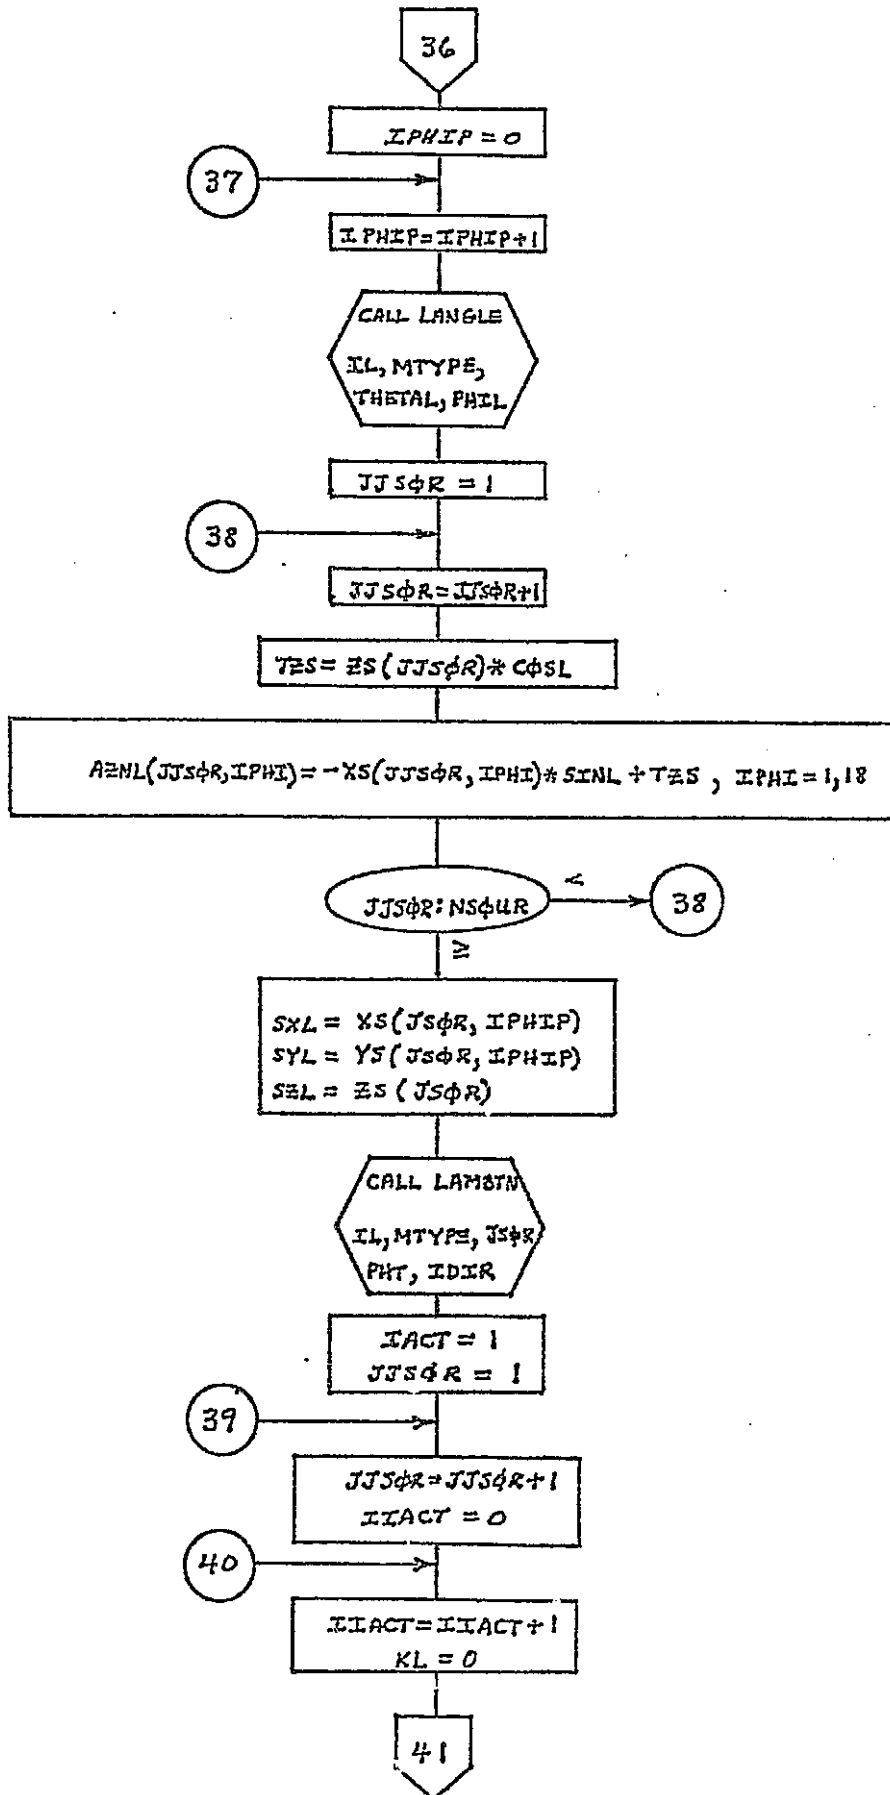 36
IPHIP = 0
37
IPHIP=IPHIP+1
CALL LANGLE
IL, MTYPE,
THETAL, PHIL
JJSφR = 1
38
JJSφR=JJSφR+1
TZS= ZS(JJSφR)* CφSL
AZNL(JJSφR,IPHI)=-XS(JJSφR, IPHI)* SINL + TZS , IPHI=1,18
<
JJSφR:NSφUR
38
≥
SXL = XS(JSφR, IPHIP)
SYL = YS(JSφR, IPHIP)
SZL = ZS(JSφR)
CALL LAMBTN
IL, MTYPE, JSφR
PHT, IDIR
IACT = 1
JJSφR = 1
39
JJSφR=JJSφR+1
IIACT = 0
40
IIACT=IIACT+1
KL = 0
41